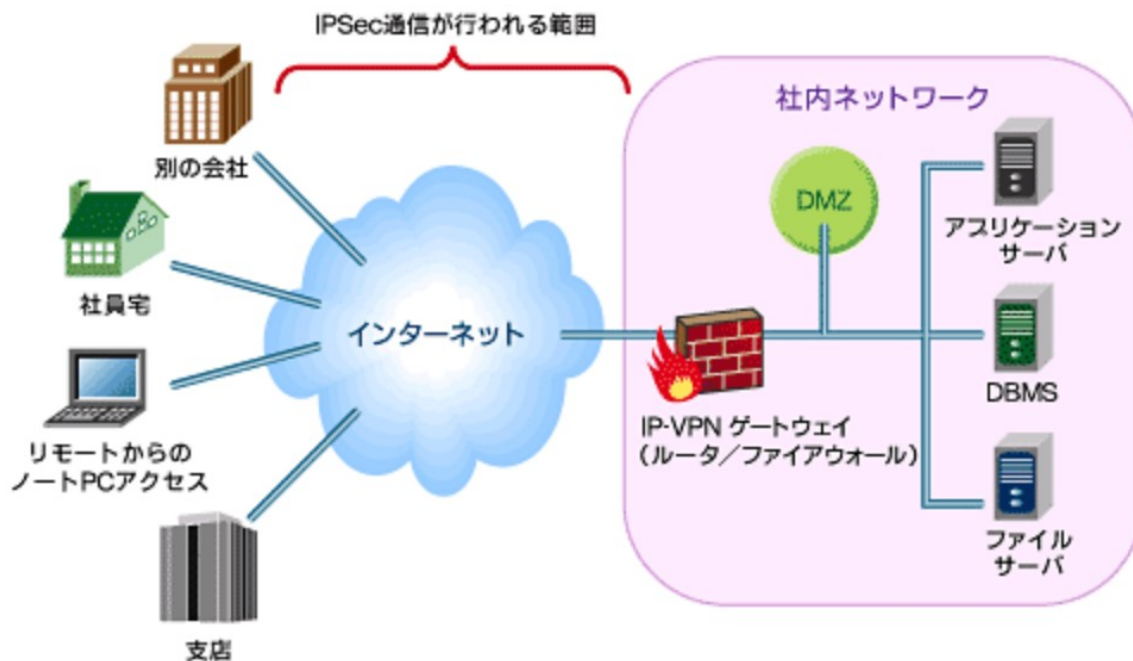 IPSec通信が行われる範囲
社内ネットワーク
別の会社
DMZ
アプリケーション
サーバ
社員宅
インターネット
DBMS
IP-VPN ゲートウェイ
（ルータ／ファイアウォール）
リモートからの
ノートPCアクセス
ファイル
サーバ
支店